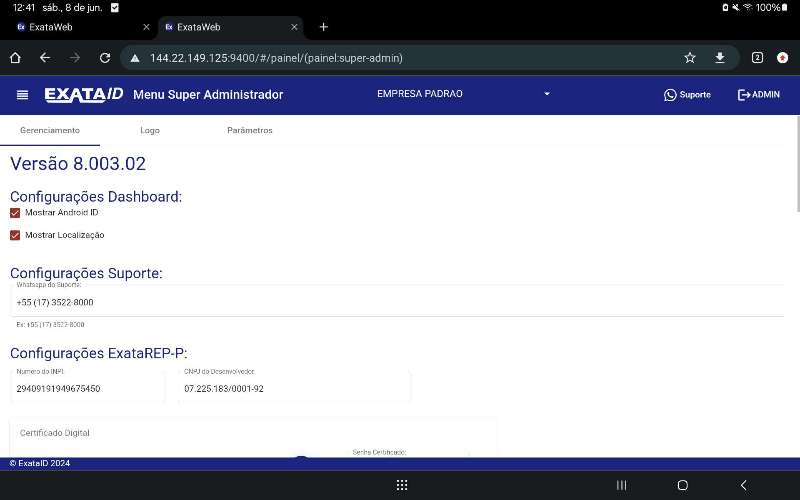 12:41 sáb., 8 de jun.
100%
ExataWeb
ExataWeb
144.22.149.125:9400/#/painel/(painel:super-admin)
2
EXATAID Menu Super Administrador EMPRESA PADRAO Suporte ADMIN
Gerenciamento Logo Parâmetros
Versão 8.003.02
Configurações Dashboard:
Mostrar Android ID
Mostrar Localização
Configurações Suporte:
Whatsapp do Suporte:
+55 (17) 3522-8000
Ex: +55 (17) 3522-8000
Configurações ExataREP-P:
Numero do INPI: CNPJ do Desenvolvedor:
29409191949675450 07.225.183/0001-92
Certificado Digital
Senha Certificado:
© ExataID 2024